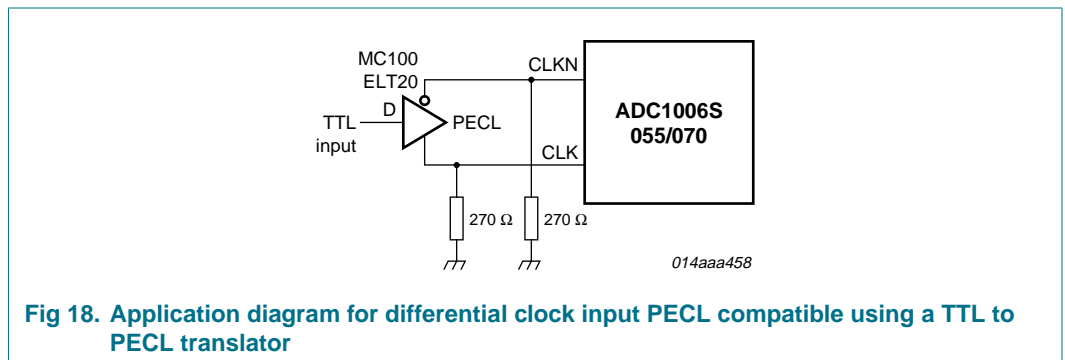 MC100
ELT20
D
TTL
input
PECL
CLKN
CLK
ADC1006S
055/070
270 Ω
270 Ω
014aaa458
Fig 18. Application diagram for differential clock input PECL compatible using a TTL to
PECL translator